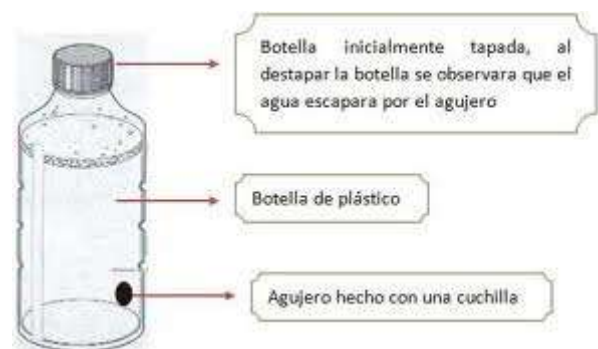 Botella inicialmente tapada, al
destapar la botella se observara que el
agua escapara por el agujero
Botella de plástico
Agujero hecho con una cuchilla